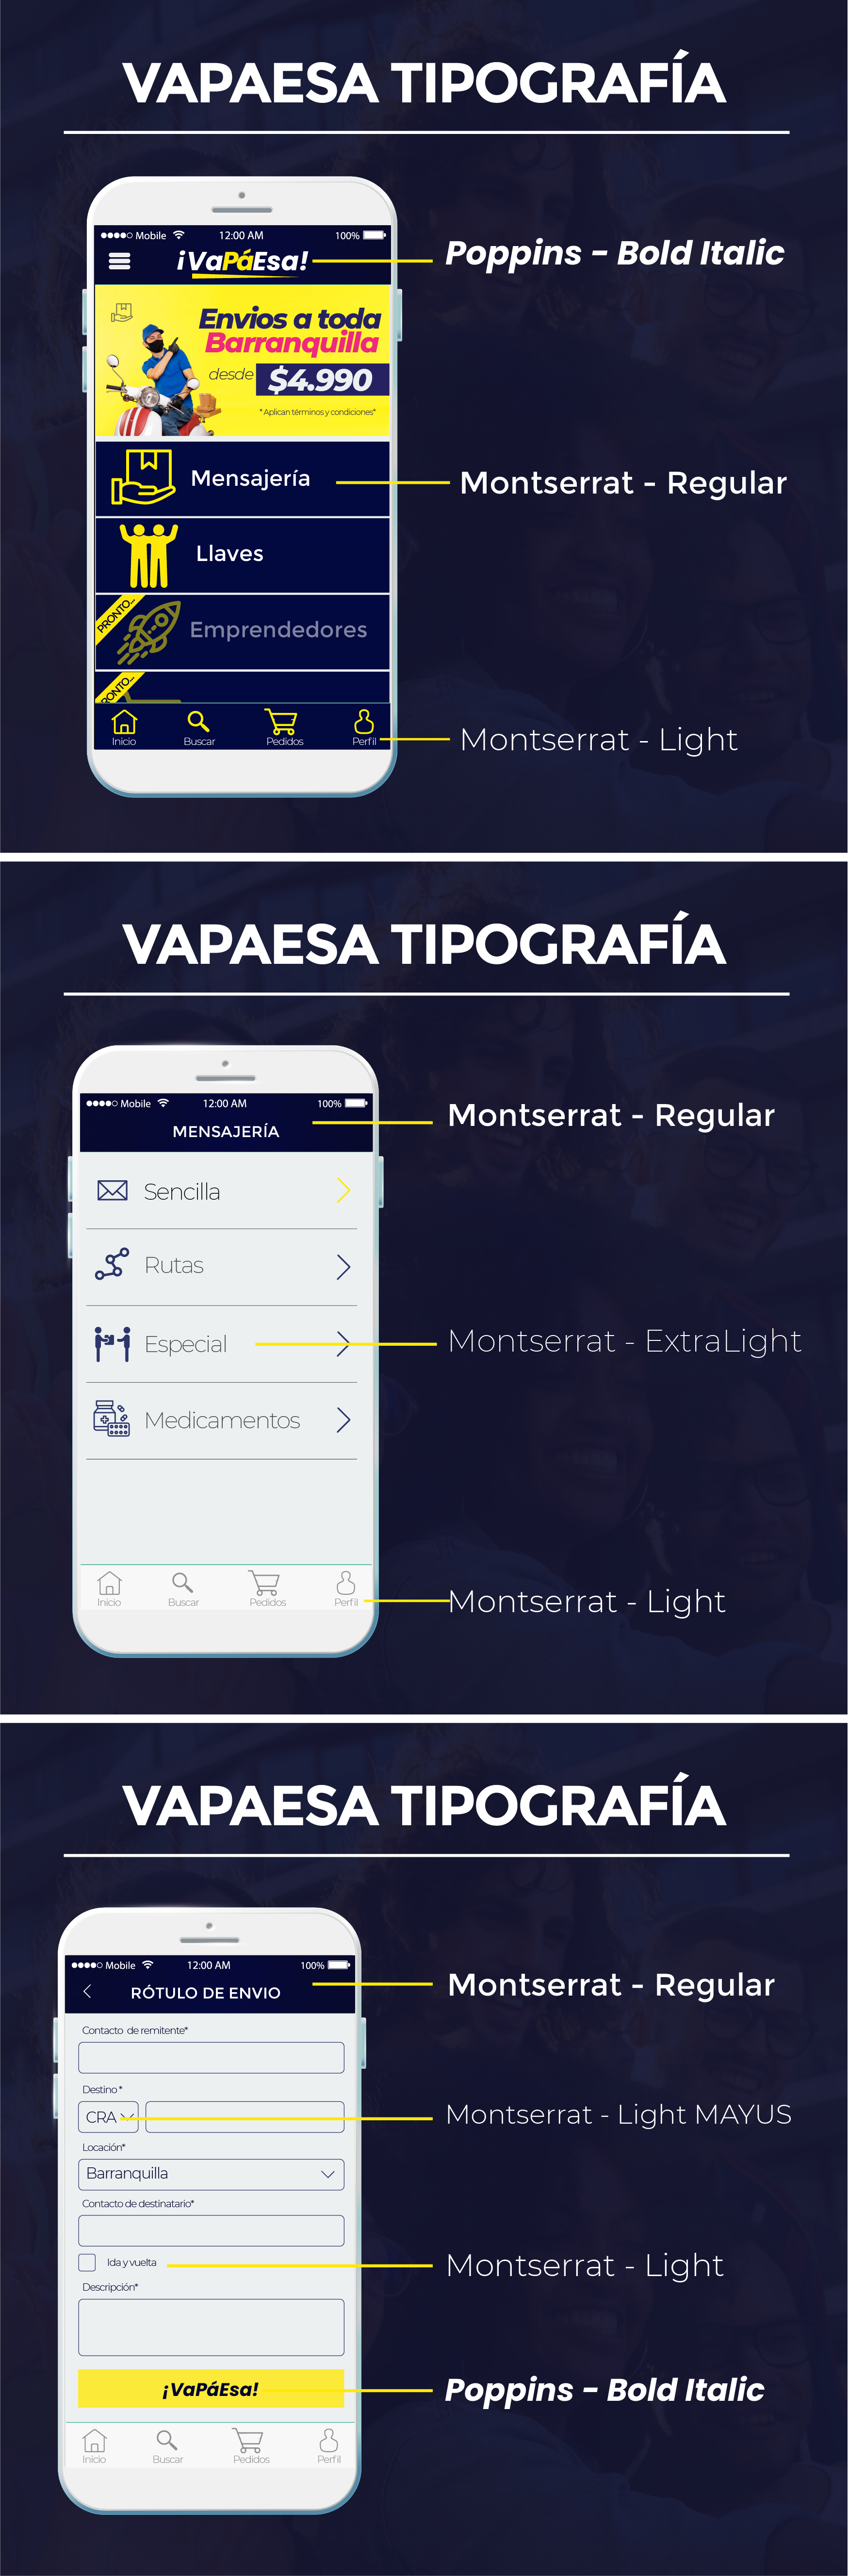 VAPAESA TIPOGRAFÍA
Mobile 12:00 AM 100%
¡VaPáEsa!
Poppins - Bold Italic
Envios a toda
Barranquilla
desde $4.990
* Aplican términos y condiciones*
Mensajería
Montserrat - Regular
Llaves
PRONTO...
Emprendedores
ONTO...
Inicio Buscar Pedidos Perfil
Montserrat - Light
VAPAESA TIPOGRAFÍA
Mobile 12:00 AM 100%
MENSAJERÍA
Montserrat - Regular
Sencilla
Rutas
Especial
Montserrat - ExtraLight
Medicamentos
Inicio Buscar Pedidos Perfil
Montserrat - Light
VAPAESA TIPOGRAFÍA
Mobile 12:00 AM 100%
RÓTULO DE ENVIO
Montserrat - Regular
Contacto de remitente*
Destino *
CRA
Montserrat - Light MAYUS
Locación*
Barranquilla
Contacto de destinatario*
Ida y vuelta
Montserrat - Light
Descripción*
¡VaPáEsa!
Poppins - Bold Italic
Inicio Buscar Pedidos Perfil